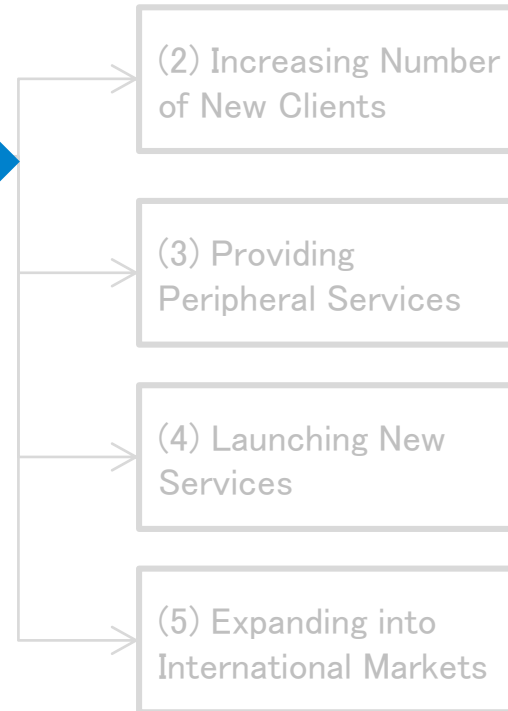 (2) Increasing Number
of New Clients
(3) Providing
Peripheral Services
(4) Launching New
Services
(5) Expanding into
International Markets